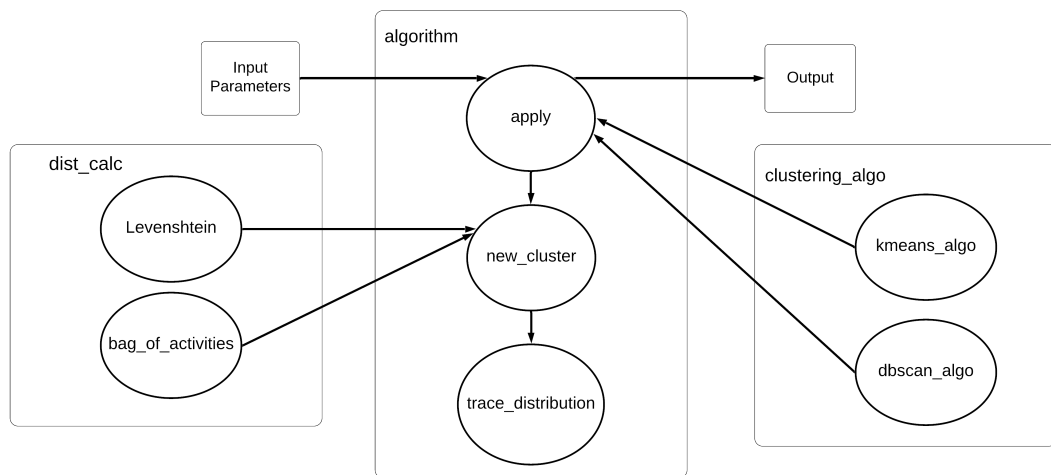 algorithm
Input
Parameters
apply
Output
dist_calc
Levenshtein
bag_of_activities
new_cluster
trace_distribution
clustering_algo
kmeans_algo
dbscan_algo